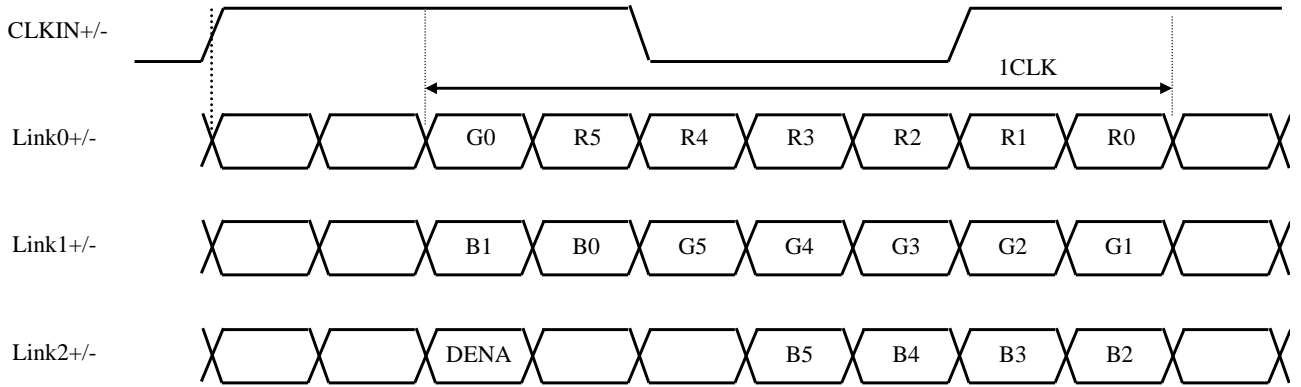 CLKIN+/-
1CLK
Link0+/- G0 R5 R4 R3 R2 R1 R0
Link1+/- B1 B0 G5 G4 G3 G2 G1
Link2+/- DENA B5 B4 B3 B2